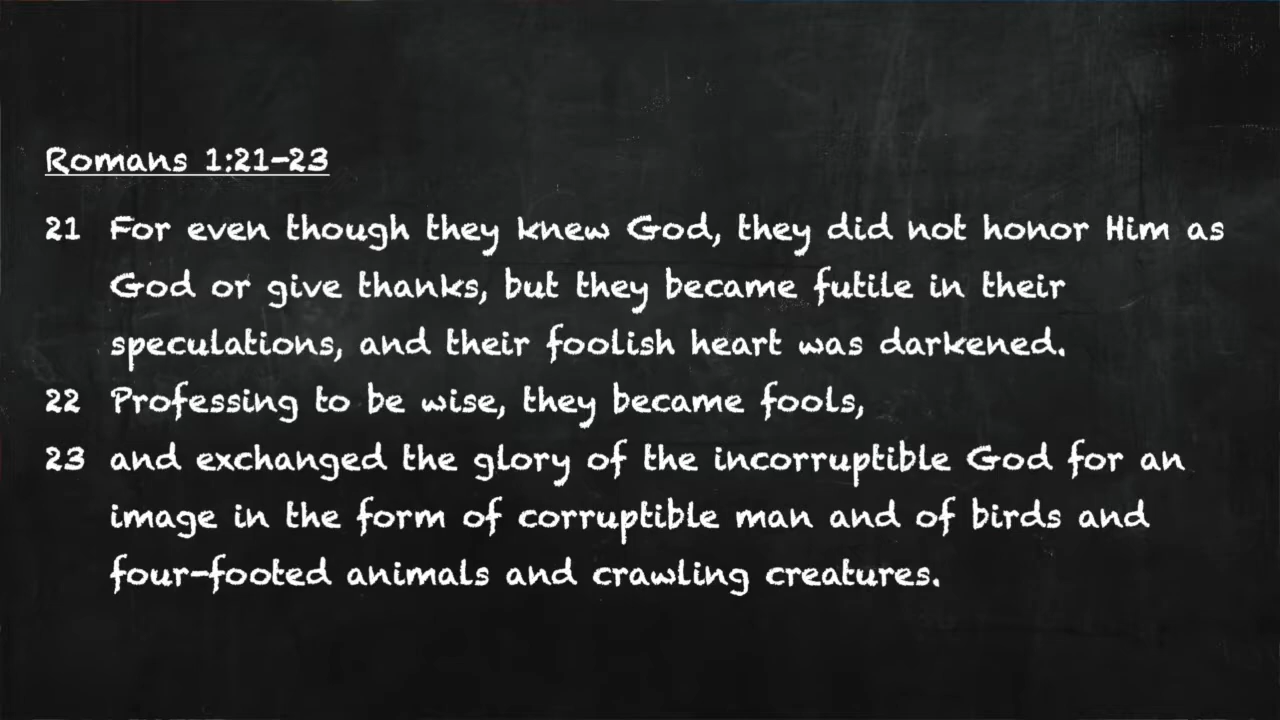 Romans 1:21-23
21 For even though they knew God, they did not honor Him as
God or give thanks, but they became futile in their
speculations, and their foolish heart was darkened.
22 Professing to be wise, they became fools,
23 and exchanged the glory of the incorruptible God for an
image in the form of corruptible man and of birds and
four-footed animals and crawling creatures.